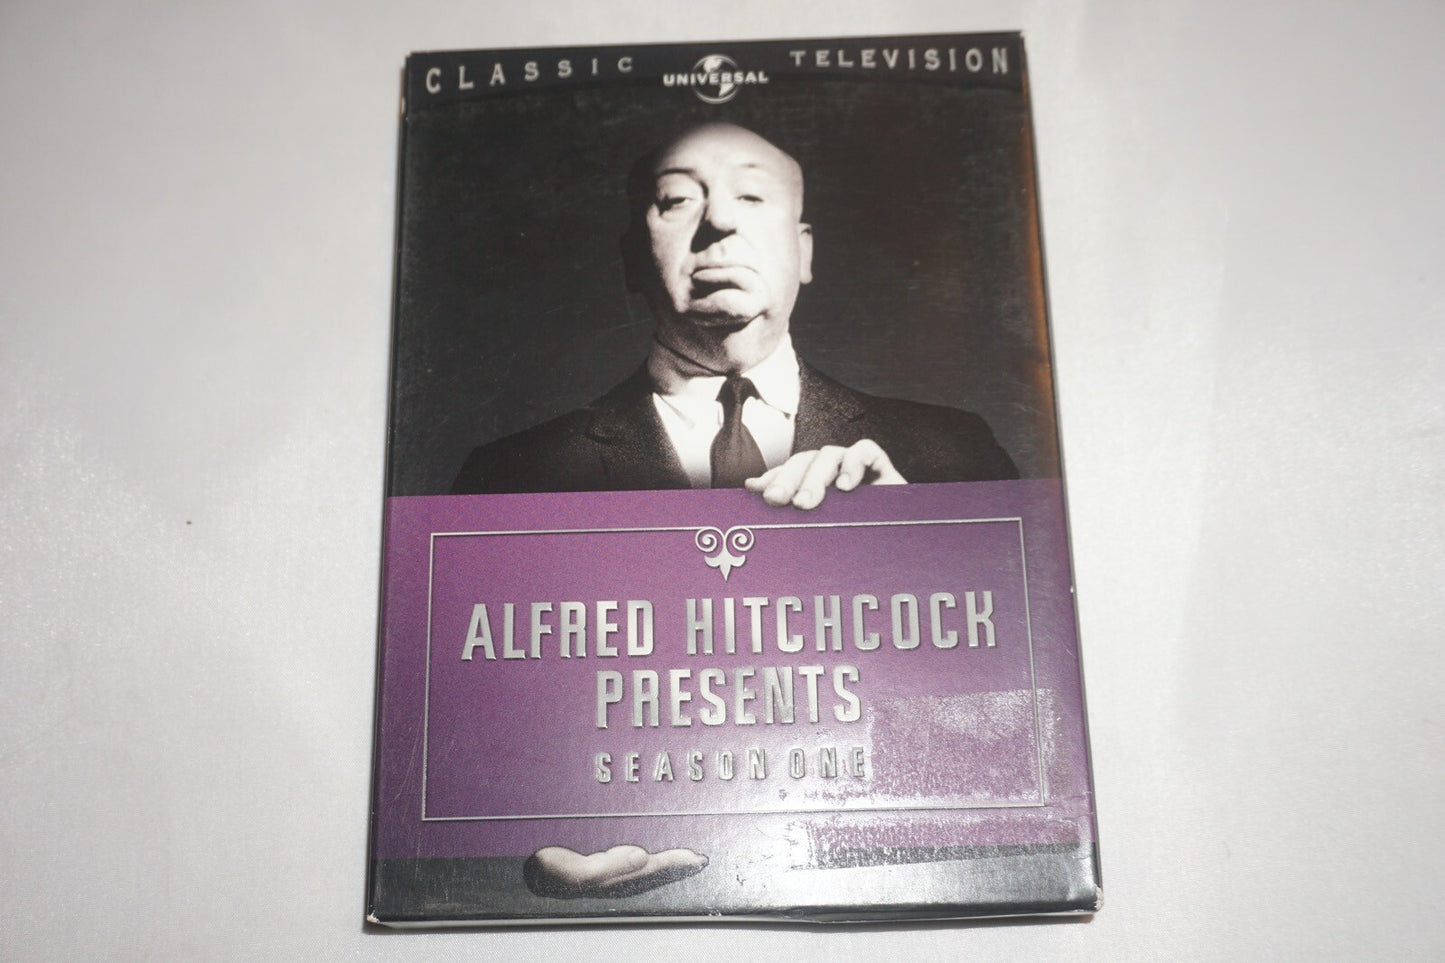 CLASSIC UNIVERSAL TELEVISION
ALFRED HITCHCOCK
PRESENTS
SEASON ONE